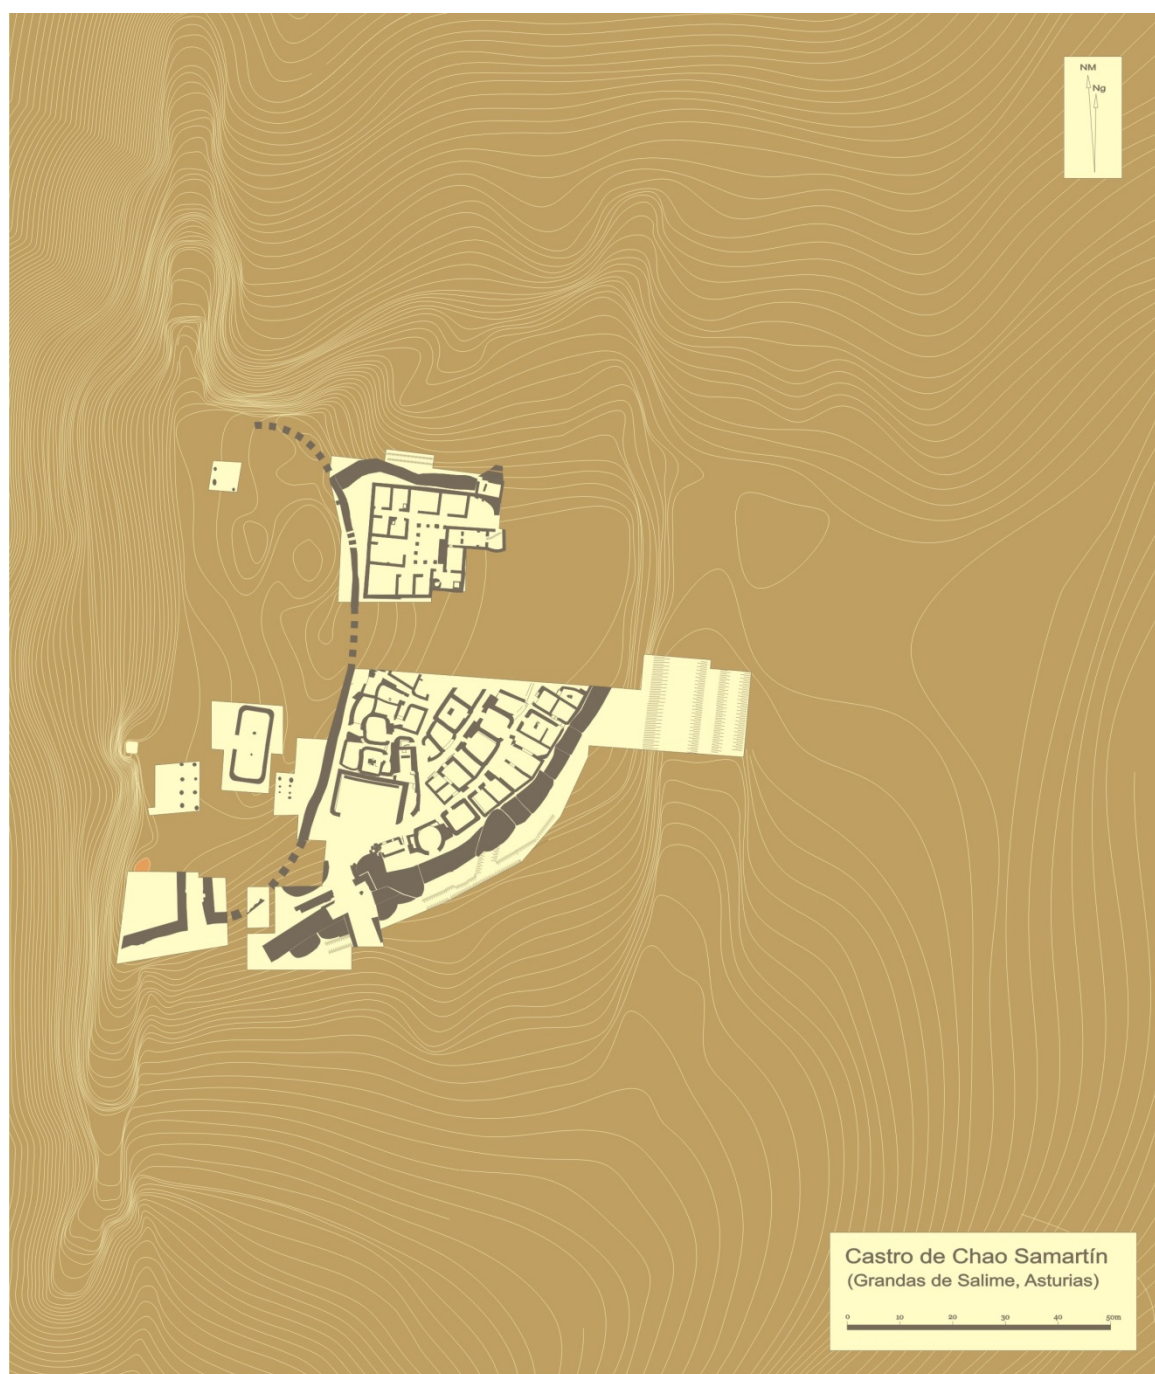 NM
Ng
Castro de Chao Samartín
(Grandas de Salime, Asturias)
0 10 20 30 40 50m